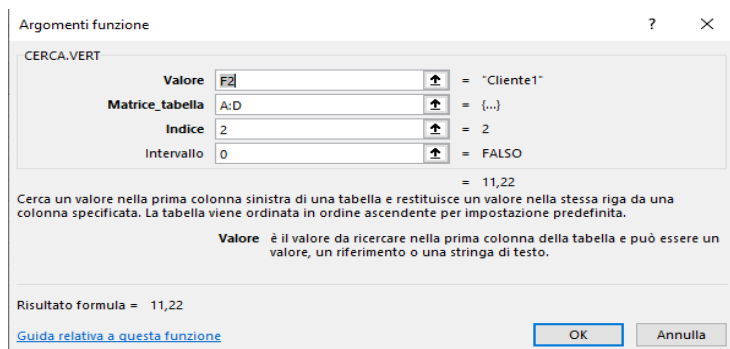 Argomenti funzione ? ×
CERCA.VERT
Valore F2 = "Cliente1"
Matrice_tabella A:D = {...}
Indice 2 = 2
Intervallo 0 = FALSO
= 11,22
Cerca un valore nella prima colonna sinistra di una tabella e restituisce un valore nella stessa riga da una
colonna specificata. La tabella viene ordinata in ordine ascendente per impostazione predefinita.
Valore è il valore da ricercare nella prima colonna della tabella e può essere un
valore, un riferimento o una stringa di testo.
Risultato formula = 11,22
Guida relativa a questa funzione OK Annulla